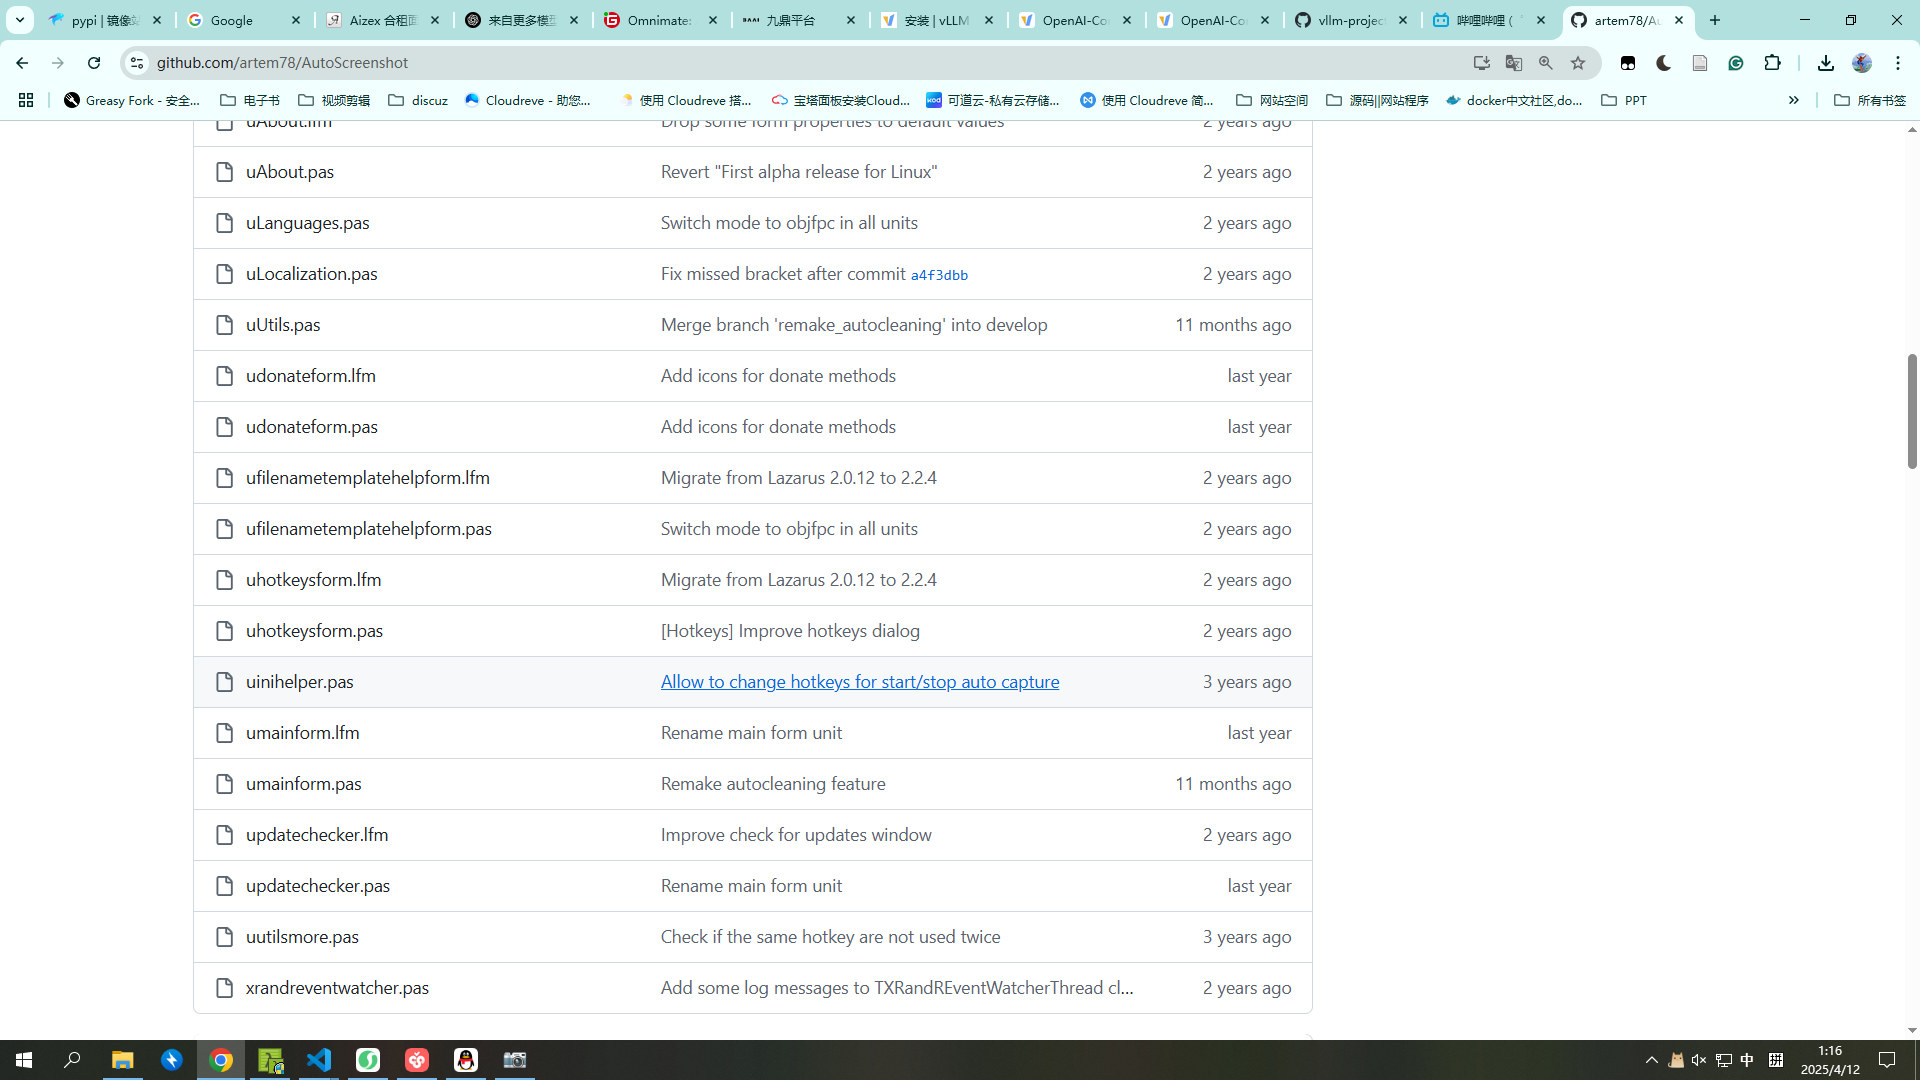 pypi | 镜像站
Google
Aizex 合租面
来自更多模型
Omnimate:
九鼎平台
安装 | vLLM
OpenAI-Co
OpenAI-Co
vllm-project
哔哩哔哩 (
artem78/Au
github.com/artem78/AutoScreenshot
Greasy Fork - 安全...
电子书
视频剪辑
discuz
Cloudreve - 助您...
使用 Cloudreve 搭...
宝塔面板安装Cloud...
可道云-私有云存储...
使用 Cloudreve 简...
网站空间
源码||网站程序
docker中文社区,do...
PPT
所有书签
uAbout.lfm Drop some form properties to default values 2 years ago
uAbout.pas Revert "First alpha release for Linux" 2 years ago
uLanguages.pas Switch mode to objfpc in all units 2 years ago
uLocalization.pas Fix missed bracket after commit a4f3dbb 2 years ago
uUtils.pas Merge branch 'remake_autocleaning' into develop 11 months ago
udonateform.lfm Add icons for donate methods last year
udonateform.pas Add icons for donate methods last year
ufilenametemplatehelpform.lfm Migrate from Lazarus 2.0.12 to 2.2.4 2 years ago
ufilenametemplatehelpform.pas Switch mode to objfpc in all units 2 years ago
uhotkeysform.lfm Migrate from Lazarus 2.0.12 to 2.2.4 2 years ago
uhotkeysform.pas [Hotkeys] Improve hotkeys dialog 2 years ago
uinihelper.pas Allow to change hotkeys for start/stop auto capture 3 years ago
umainform.lfm Rename main form unit last year
umainform.pas Remake autocleaning feature 11 months ago
updatechecker.lfm Improve check for updates window 2 years ago
updatechecker.pas Rename main form unit last year
uutilsmore.pas Check if the same hotkey are not used twice 3 years ago
xrandreventwatcher.pas Add some log messages to TXRandREventWatcherThread cl... 2 years ago
中
拼
1:16
2025/4/12